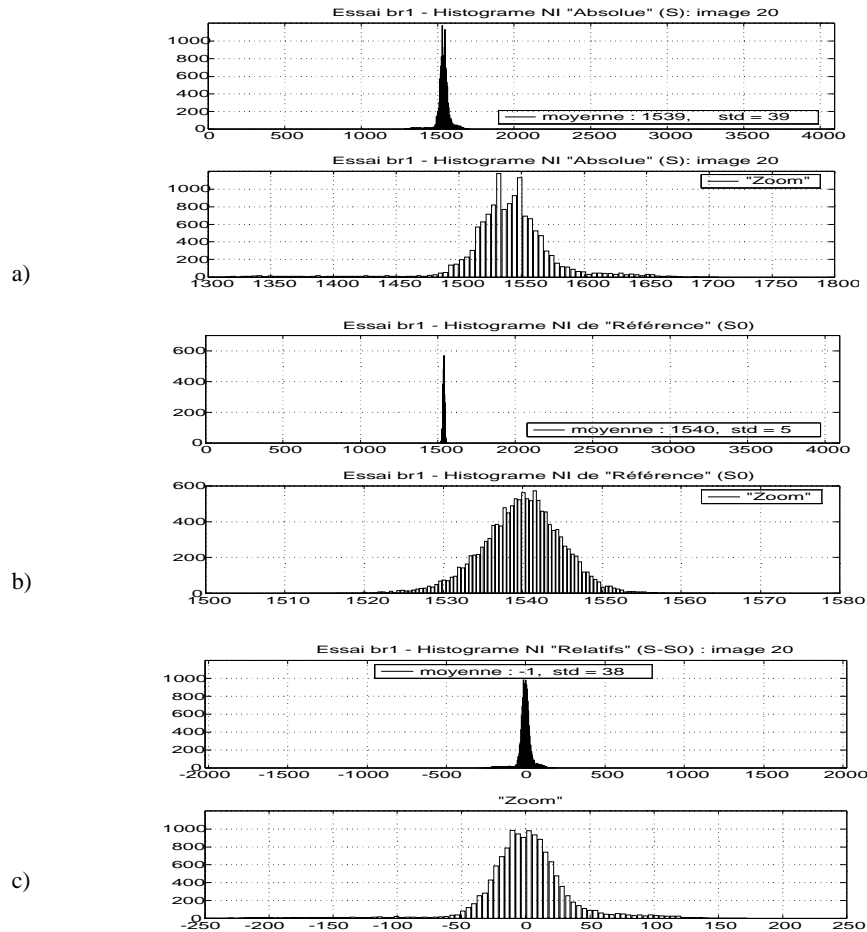 Essai br1 - Histograme NI "Absolue" (S): image 20
1000
800
600
400
200
0
0 500 1000 1500 2000 2500 3000 3500 4000
moyenne : 1539, std = 39
Essai br1 - Histograme NI "Absolue" (S): image 20
1000
800
600
400
200
0
"Zoom"
1300 1350 1400 1450 1500 1550 1600 1650 1700 1750 1800
a)
Essai br1 - Histograme NI de "Référence" (S0)
600
400
200
0
moyenne : 1540, std = 5
0 500 1000 1500 2000 2500 3000 3500 4000
Essai br1 - Histograme NI de "Référence" (S0)
600
400
200
0
"Zoom"
1500 1510 1520 1530 1540 1550 1560 1570 1580
b)
Essai br1 - Histograme NI "Relatifs" (S-S0) : image 20
moyenne : -1, std = 38
1000
800
600
400
200
0
-2000 -1500 -1000 -500 0 500 1000 1500 2000
"Zoom"
1000
800
600
400
200
0
-250 -200 -150 -100 -50 0 50 100 150 200 250
c)